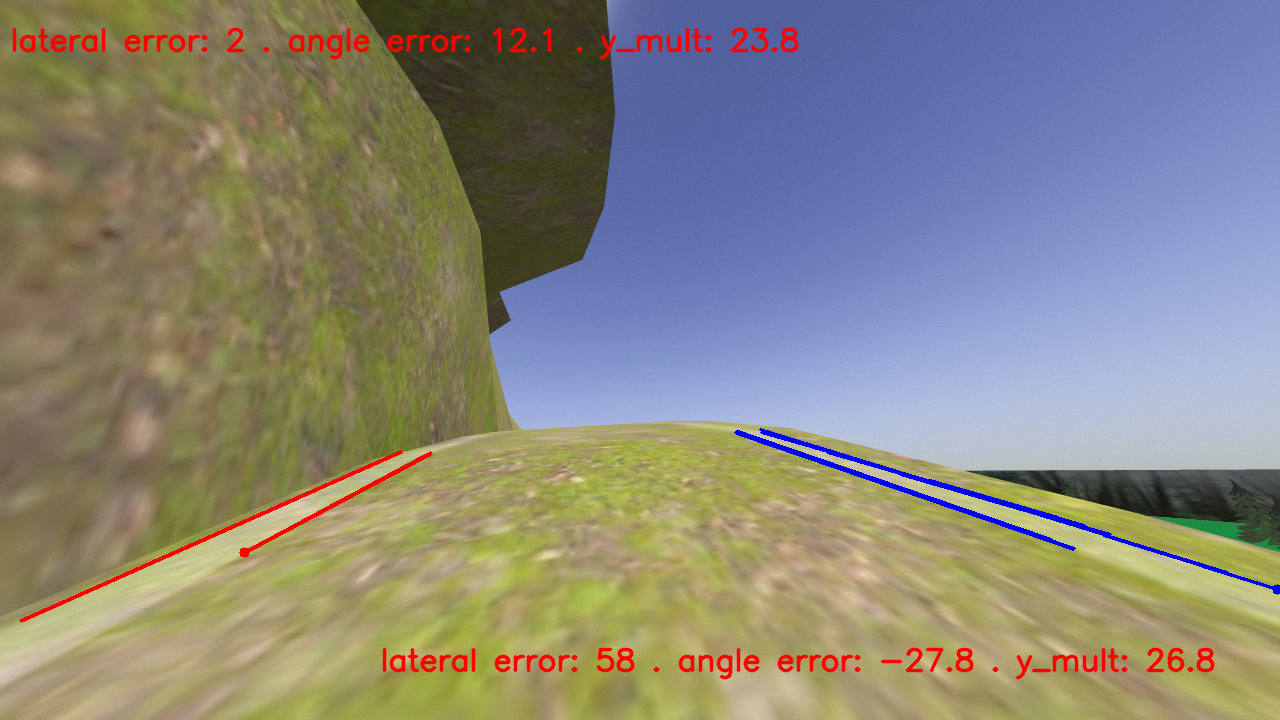 lateral error: 2 . angle error: 12.1 . y_mult: 23.8
lateral error: 58 . angle error: -27.8 . y_mult: 26.8